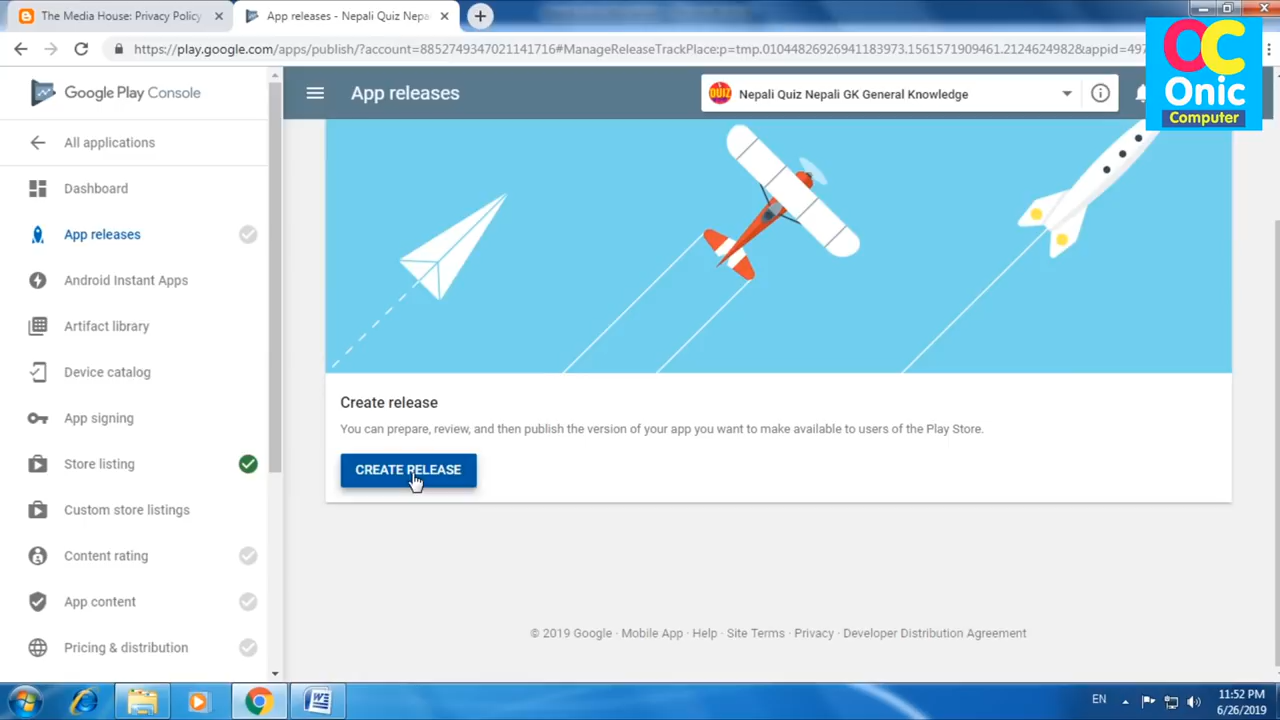 The Media House: Privacy Policy
App releases - Nepali Quiz Nepa
https://play.google.com/apps/publish/?account=8852749347021141716#ManageReleaseTrackPlace:p=tmp.01044826926941183973.1561571909461.2124624982&appid=497
OC
Onic
Computer
Google Play Console
App releases
QUIZ
Nepali Quiz Nepali GK General Knowledge
All applications
Dashboard
App releases
Android Instant Apps
Artifact library
Device catalog
App signing
Store listing
Custom store listings
Content rating
App content
Pricing & distribution
Create release
You can prepare, review, and then publish the version of your app you want to make available to users of the Play Store.
CREATE RELEASE
© 2019 Google · Mobile App · Help · Site Terms · Privacy · Developer Distribution Agreement
EN
11:52 PM
6/26/2019